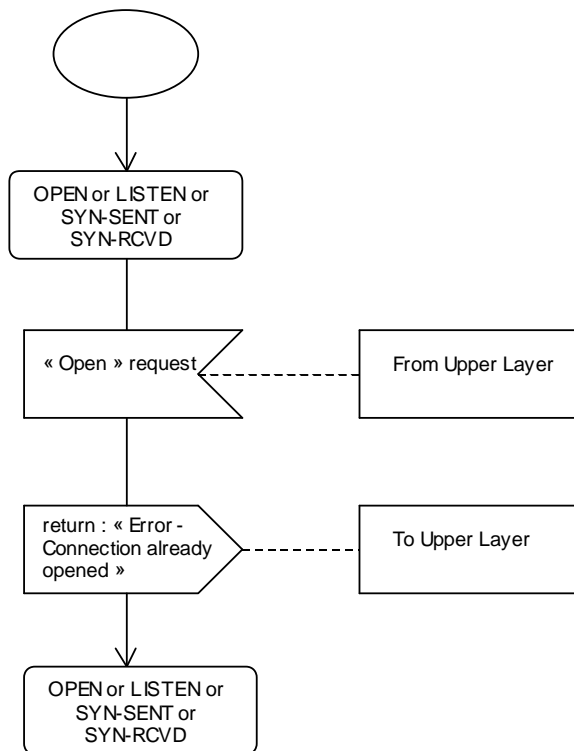 OPEN or LISTEN or
SYN-SENT or
SYN-RCVD
« Open » request
From Upper Layer
return : « Error -
Connection already
opened »
To Upper Layer
OPEN or LISTEN or
SYN-SENT or
SYN-RCVD